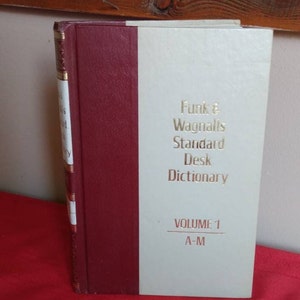 Funk &
Wagnalls
Standard
Desk
Dictionary
VOLUME 1
A-M